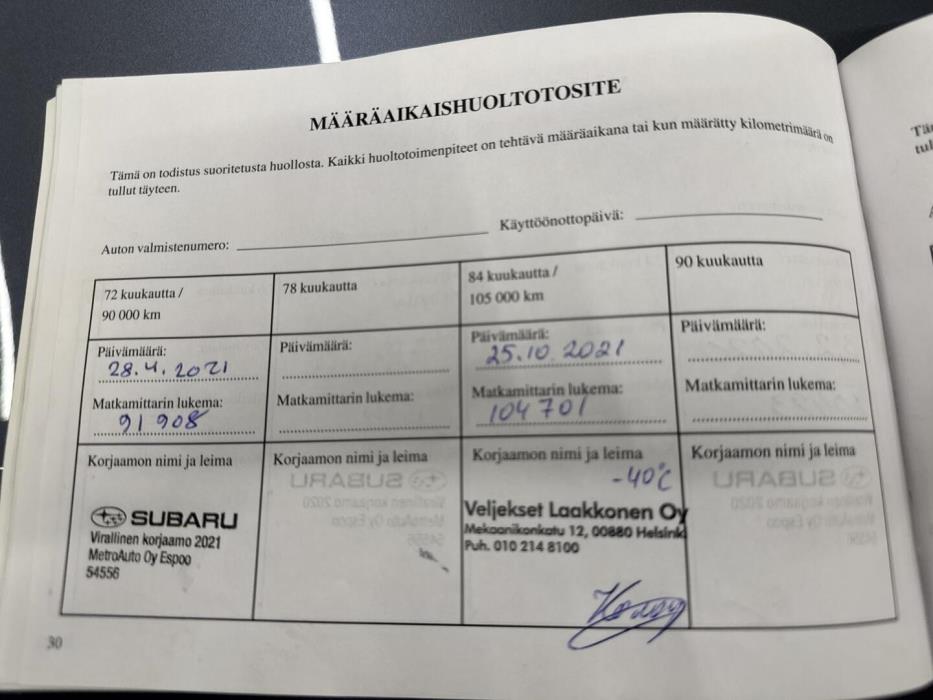 MÄÄRÄAIKAISHUOLTOTOSITE
Tämä on todistus suoritetusta huollosta. Kaikki huoltotoimenpiteet on tehtävä määräaikana tai kun määrätty kilometrimäärä on
tullut täyteen.
Auton valmistenumero:
Käyttöönottopäivä:
72 kuukautta /
90 000 km
Päivämäärä:
28.4.2021
Matkamittarin lukema:
91 908
Korjaamon nimi ja leima
SUBARU
Virallinen korjaamo 2021
MetroAuto Oy Espoo
54556
78 kuukautta
Päivämäärä:
Matkamittarin lukema:
Korjaamon nimi ja leima
84 kuukautta /
105 000 km
Päivämäärä:
25.10.2021
Matkamittarin lukema:
104 701
Korjaamon nimi ja leima
-40°C
Veljekset Laakkonen Oy
Mekaanikonkatu 12, 00880 Helsinki
Puh. 010 214 8100
90 kuukautta
Päivämäärä:
Matkamittarin lukema:
Korjaamon nimi ja leima
30